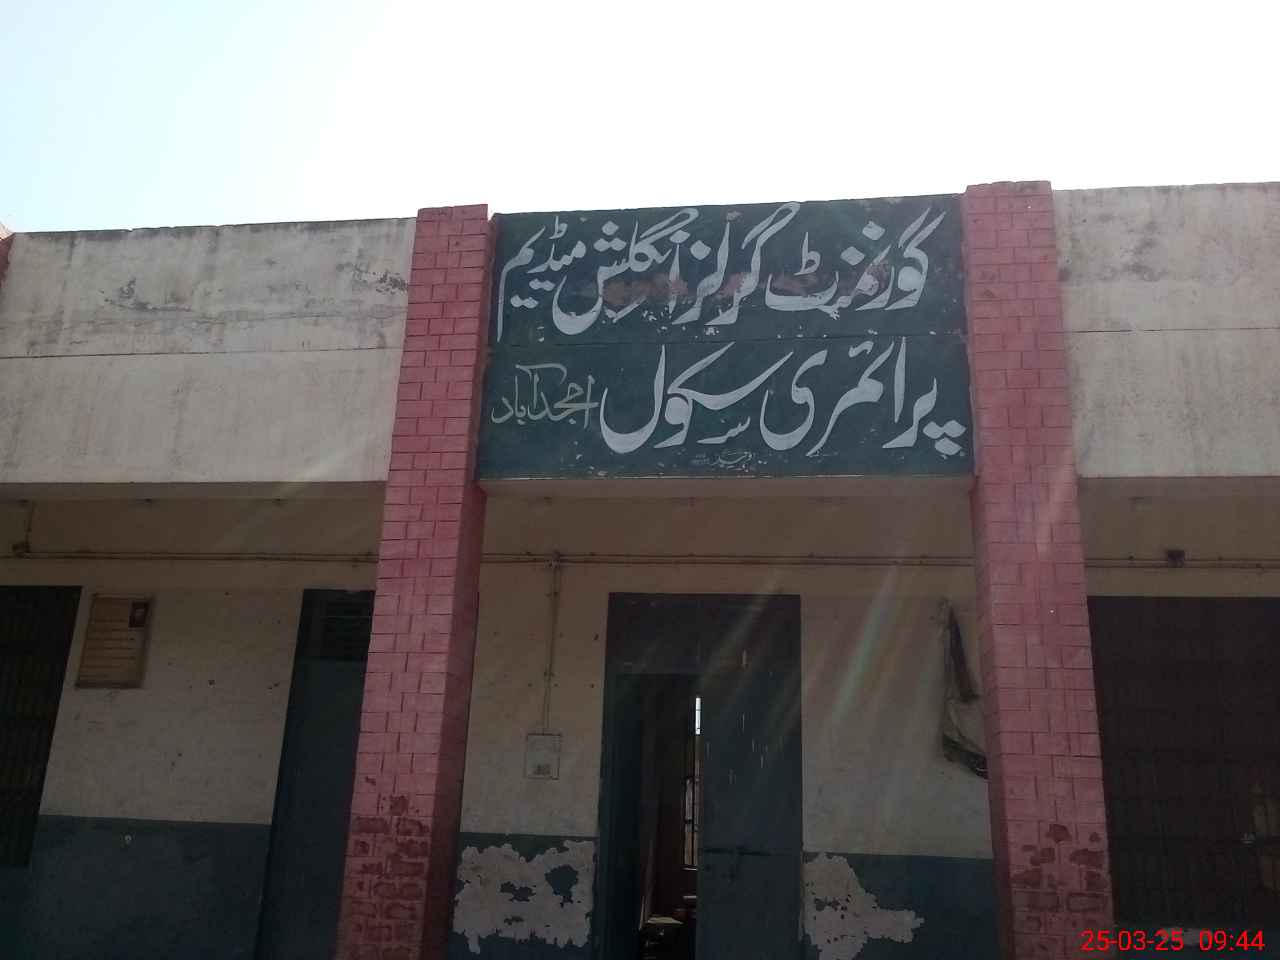 گورنمنٹ گرلز انگلش میڈیم
پرائمری سکول امجد آباد
25-03-25 09:44